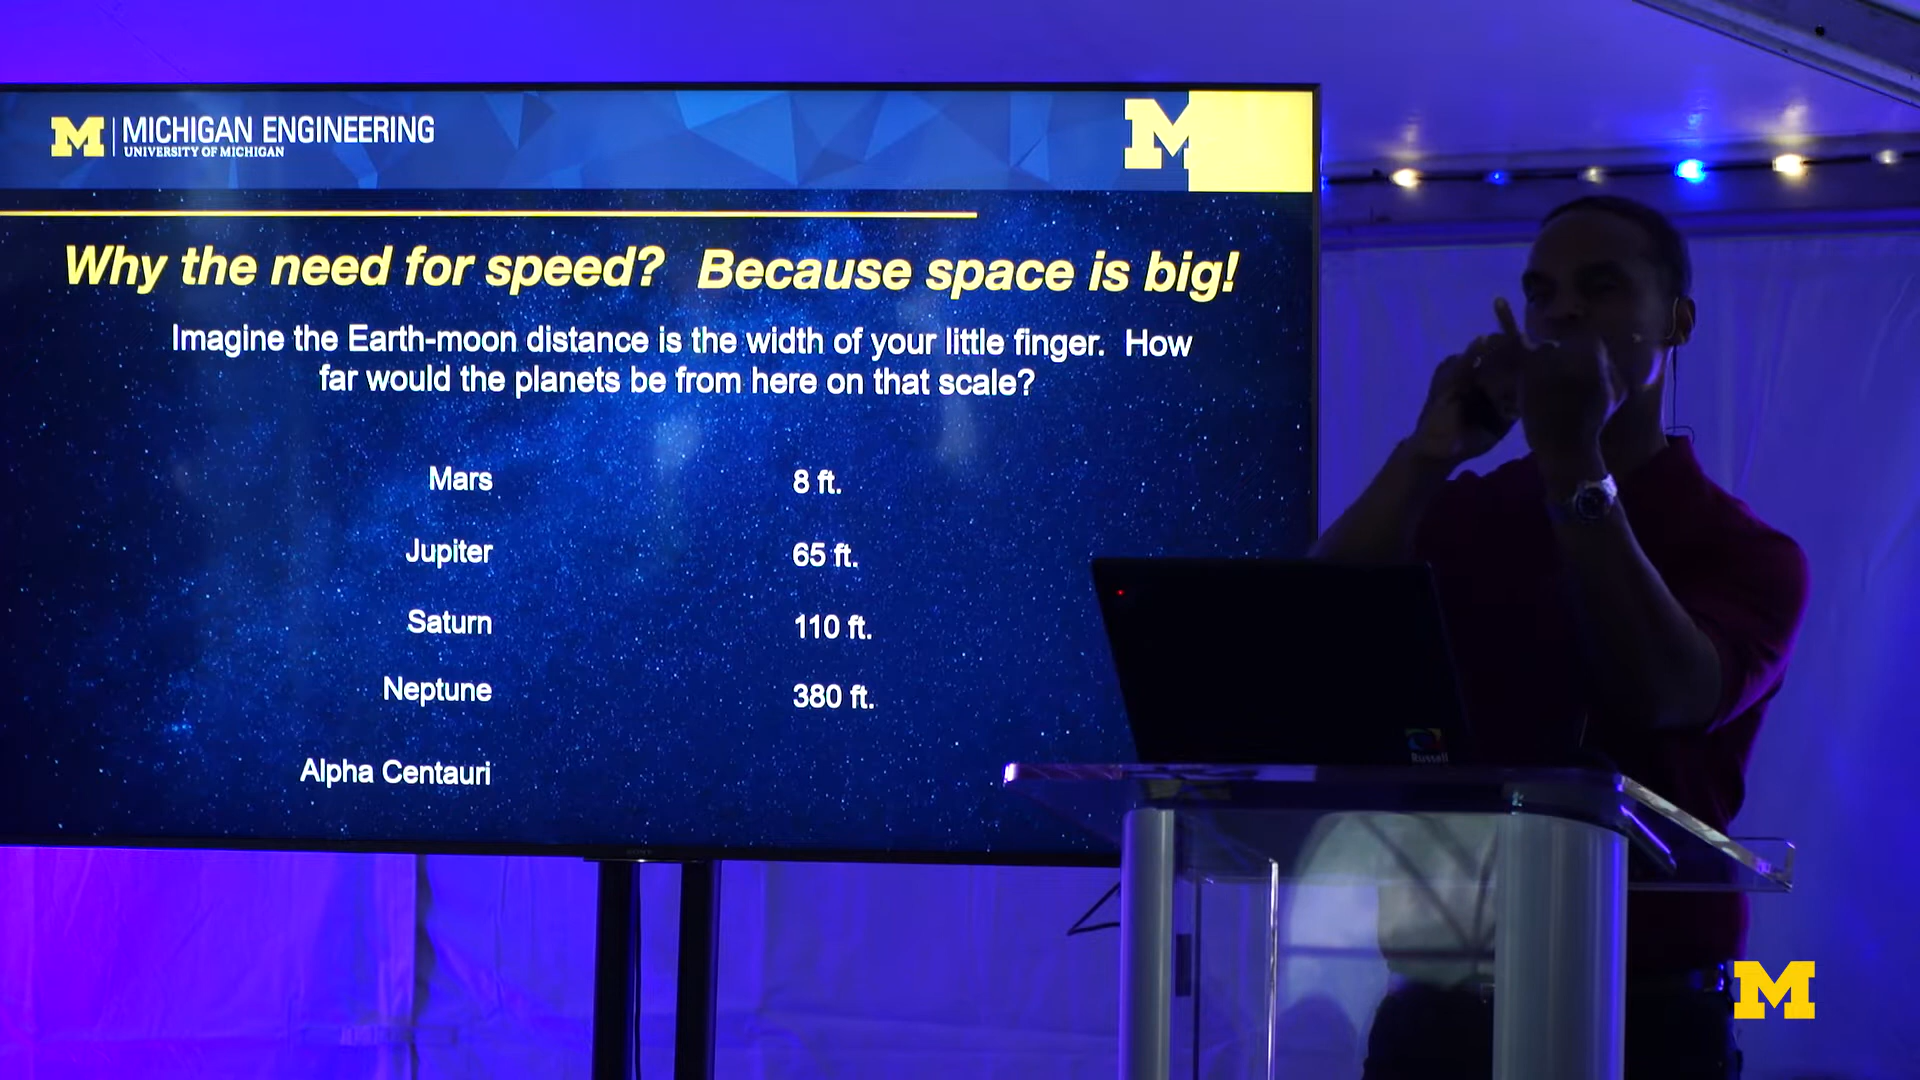 MICHIGAN ENGINEERING
UNIVERSITY OF MICHIGAN
Why the need for speed? Because space is big!
Imagine the Earth-moon distance is the width of your little finger. How
far would the planets be from here on that scale?
Mars 8 ft.
Jupiter 65 ft.
Saturn 110 ft.
Neptune 380 ft.
Alpha Centauri
SONY
Russell